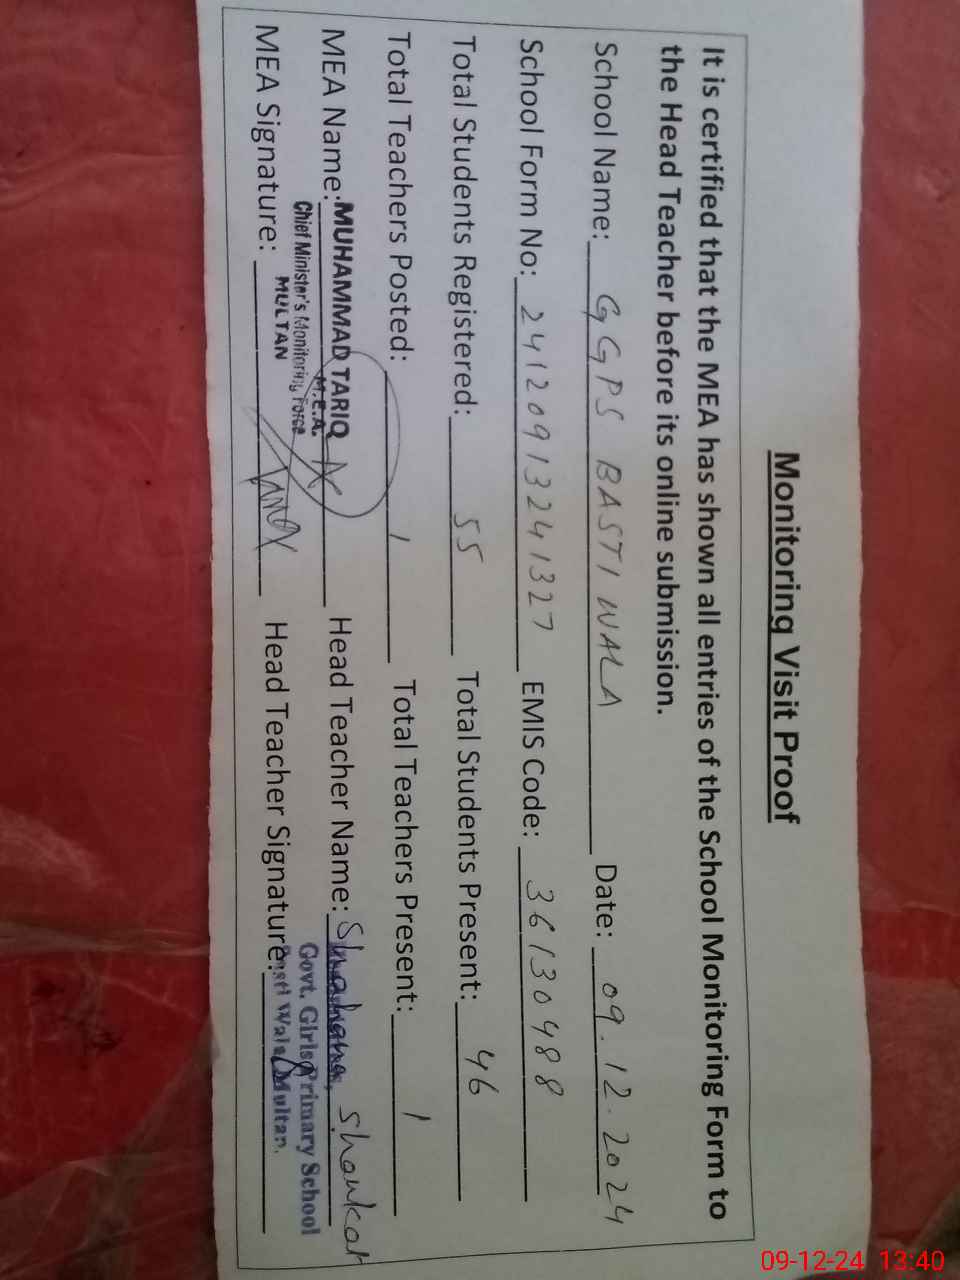 Monitoring Visit Proof
It is certified that the MEA has shown all entries of the School Monitoring Form to
the Head Teacher before its online submission.
School Name: GGPS BASTI WALA Date: 09.12.2024
School Form No: 24120913241327 EMIS Code: 36130488
Total Students Registered: 55 Total Students Present: 46
Total Teachers Posted: 1 Total Teachers Present: 1
MEA Name: MUHAMMAD TARIQ Head Teacher Name: Shahana Shaukat
M.E.A.
Chief Minister's Monitoring Force
MULTAN
Govt. Girls Primary School
Basti Wala Multan.
MEA Signature: Head Teacher Signature:
09-12-24 13:40